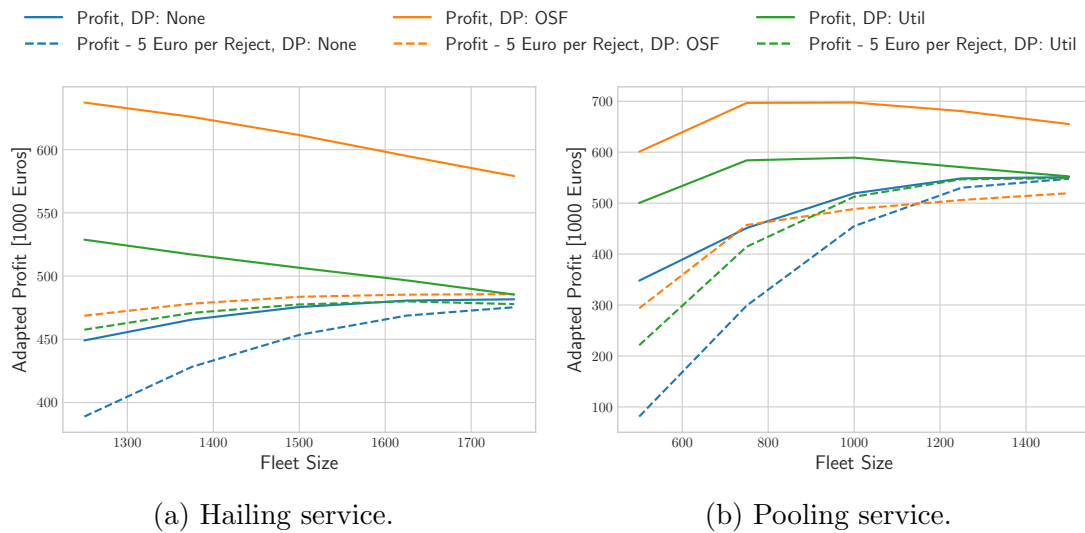 Profit, DP: None
Profit, DP: OSF
Profit, DP: Util
Profit - 5 Euro per Reject, DP: None
Profit - 5 Euro per Reject, DP: OSF
Profit - 5 Euro per Reject, DP: Util
Adapted Profit [1000 Euros]
600
550
500
450
400
1300 1400 1500 1600 1700
Fleet Size
(a) Hailing service.
Adapted Profit [1000 Euros]
700
600
500
400
300
200
100
600 800 1000 1200 1400
Fleet Size
(b) Pooling service.